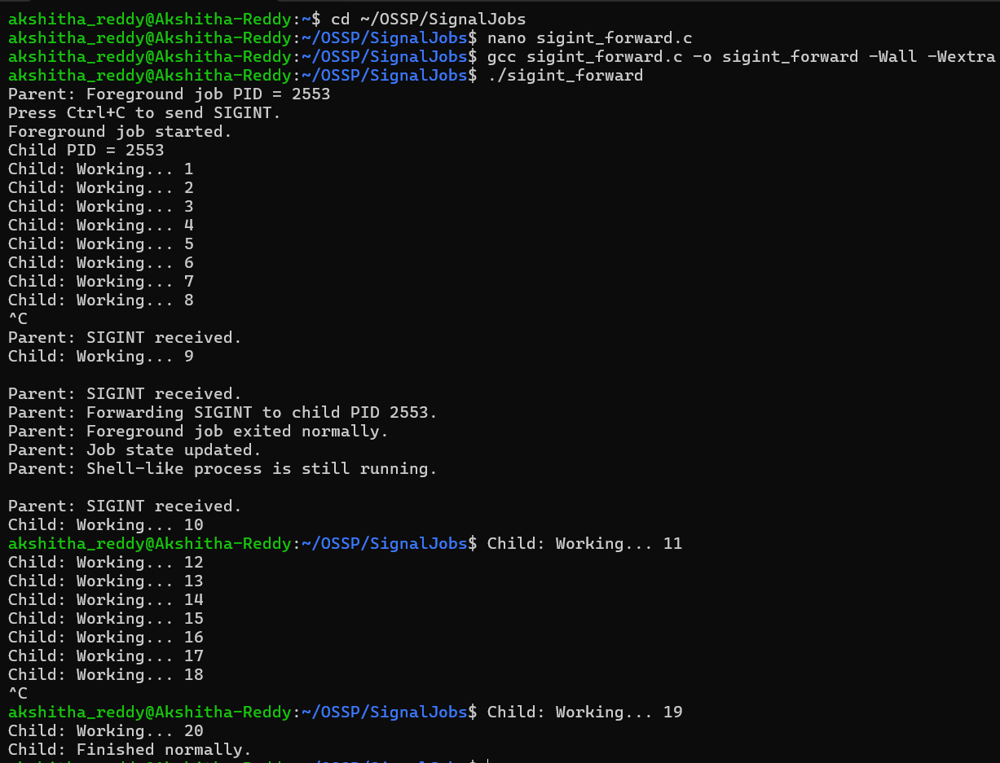 akshitha_reddy@Akshitha-Reddy:~$ cd ~/OSSP/SignalJobs
akshitha_reddy@Akshitha-Reddy:~/OSSP/SignalJobs$ nano sigint_forward.c
akshitha_reddy@Akshitha-Reddy:~/OSSP/SignalJobs$ gcc sigint_forward.c -o sigint_forward -Wall -Wextra
akshitha_reddy@Akshitha-Reddy:~/OSSP/SignalJobs$ ./sigint_forward
Parent: Foreground job PID = 2553
Press Ctrl+C to send SIGINT.
Foreground job started.
Child PID = 2553
Child: Working... 1
Child: Working... 2
Child: Working... 3
Child: Working... 4
Child: Working... 5
Child: Working... 6
Child: Working... 7
Child: Working... 8
^C
Parent: SIGINT received.
Child: Working... 9

Parent: SIGINT received.
Parent: Forwarding SIGINT to child PID 2553.
Parent: Foreground job exited normally.
Parent: Job state updated.
Parent: Shell-like process is still running.

Parent: SIGINT received.
Child: Working... 10
akshitha_reddy@Akshitha-Reddy:~/OSSP/SignalJobs$ Child: Working... 11
Child: Working... 12
Child: Working... 13
Child: Working... 14
Child: Working... 15
Child: Working... 16
Child: Working... 17
Child: Working... 18
^C
akshitha_reddy@Akshitha-Reddy:~/OSSP/SignalJobs$ Child: Working... 19
Child: Working... 20
Child: Finished normally.